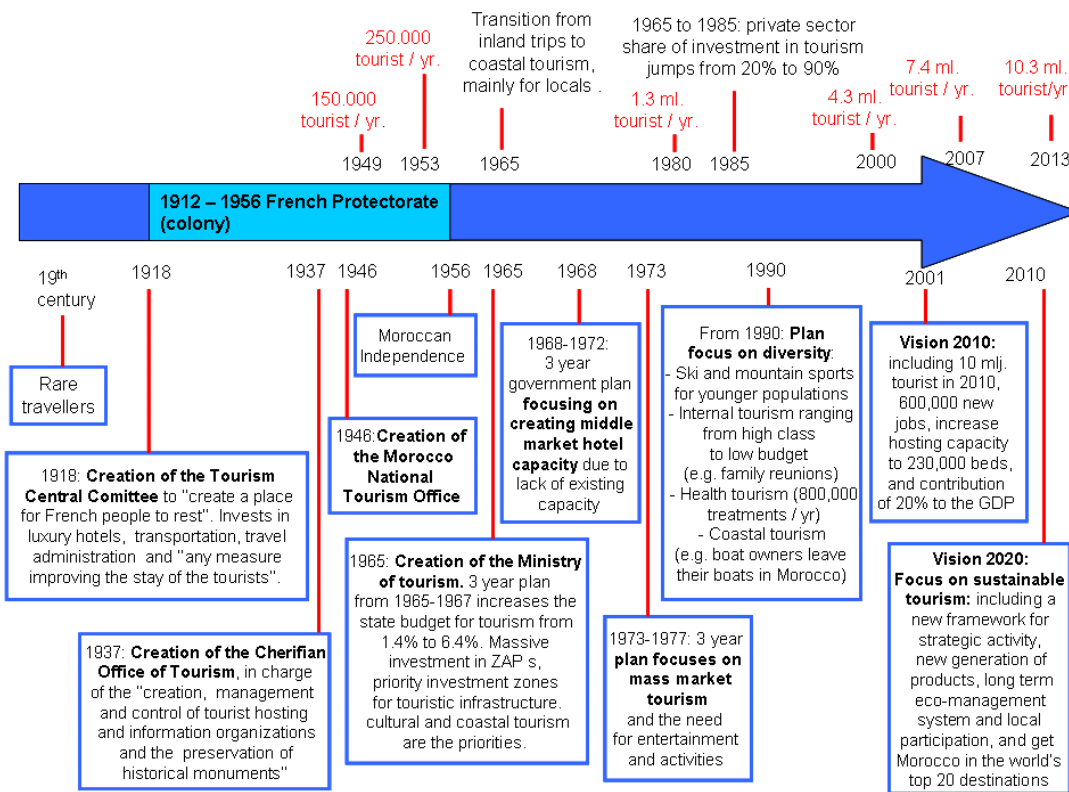 250.000
tourist / yr.
150.000
tourist / yr.
Transition from
inland trips to
coastal tourism,
mainly for locals .
1965 to 1985: private sector
share of investment in tourism
jumps from 20% to 90%
1.3 ml.
tourist / yr.
4.3 ml.
tourist / yr.
7.4 ml.
tourist / yr.
10.3 ml.
tourist/yr
1949
1953
1965
1980
1985
2000
2007
2013
1912 – 1956 French Protectorate
(colony)
19th
century
1918
1937
1946
1956
1965
1968
1973
1990
2001
2010
Rare
travellers
1918: Creation of the Tourism
Central Comittee to "create a place
for French people to rest". Invests in
luxury hotels, transportation, travel
administration and "any measure
improving the stay of the tourists".
1937: Creation of the Cherifian
Office of Tourism, in charge
of the "creation, management
and control of tourist hosting
and information organizations
and the preservation of
historical monuments"
1946: Creation of
the Morocco
National
Tourism Office
Moroccan
Independence
1965: Creation of the Ministry
of tourism. 3 year plan
from 1965-1967 increases the
state budget for tourism from
1.4% to 6.4%. Massive
investment in ZAP s,
priority investment zones
for touristic infrastructure.
cultural and coastal tourism
are the priorities.
1968-1972:
3 year
government plan
focusing on
creating middle
market hotel
capacity due to
lack of existing
capacity
1973-1977: 3 year
plan focuses on
mass market
tourism
and the need
for entertainment
and activities
From 1990: Plan
focus on diversity:
- Ski and mountain sports
for younger populations
- Internal tourism ranging
from high class
to low budget
(e.g. family reunions)
- Health tourism (800,000
treatments / yr)
- Coastal tourism
(e.g. boat owners leave
their boats in Morocco)
Vision 2010:
including 10 mlj.
tourist in 2010,
600,000 new
jobs, increase
hosting capacity
to 230,000 beds,
and contribution
of 20% to the GDP
Vision 2020:
Focus on sustainable
tourism: including a
new framework for
strategic activity,
new generation of
products, long term
eco-management
system and local
participation, and get
Morocco in the world's
top 20 destinations